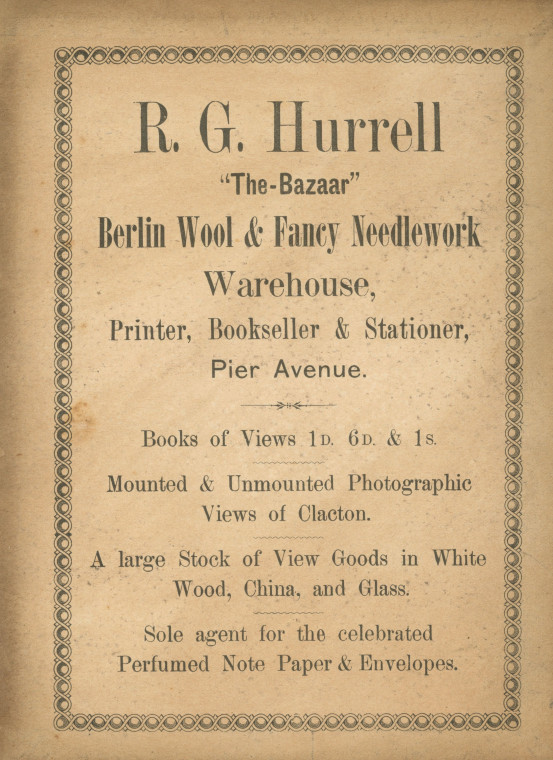 R. G. Hurrell
“The-Bazaar”
Berlin Wool & Fancy Needlework
Warehouse,
Printer, Bookseller & Stationer,
Pier Avenue.
Books of Views 1D. 6D. & 1S.
Mounted & Unmounted Photographic
Views of Clacton.
A large Stock of View Goods in White
Wood, China, and Glass.
Sole agent for the celebrated
Perfumed Note Paper & Envelopes.